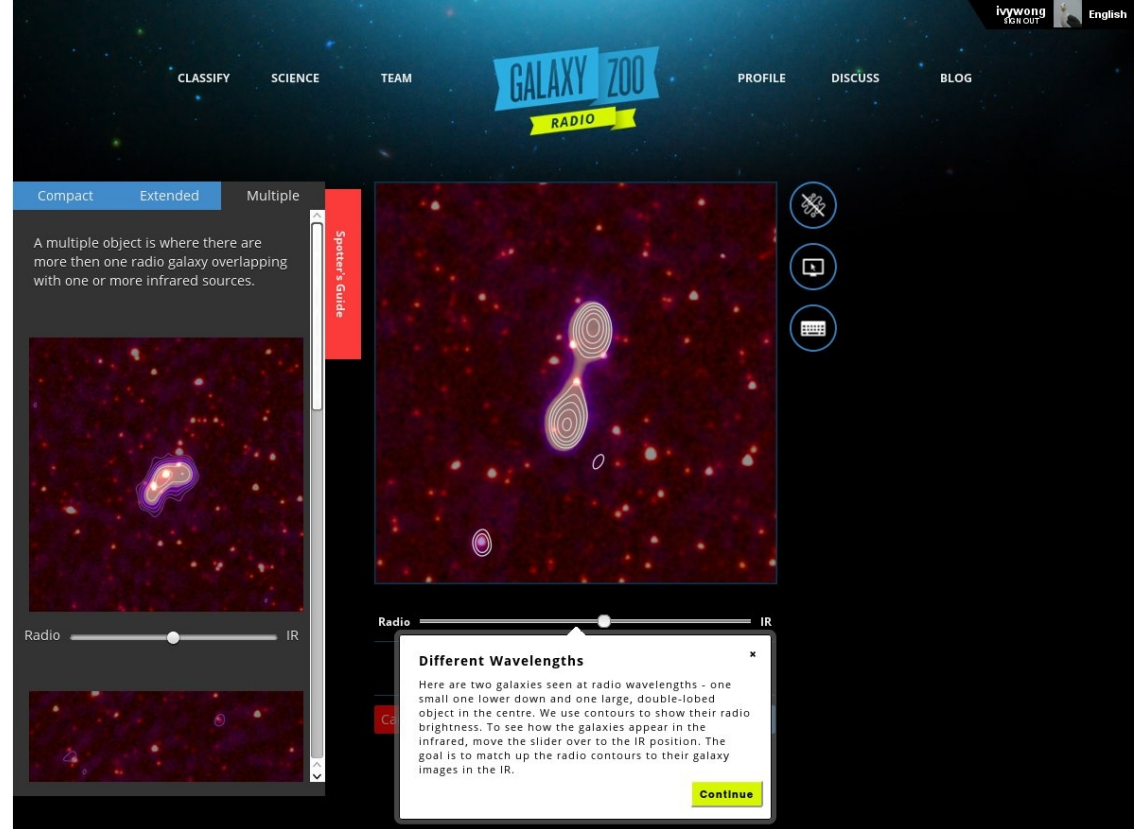 ivywong
SIGN OUT
English
CLASSIFY
SCIENCE
TEAM
GALAXY ZOO
RADIO
PROFILE
DISCUSS
BLOG
Compact
Extended
Multiple
A multiple object is where there are
more then one radio galaxy overlapping
with one or more infrared sources.
Spotter's Guide
Radio
IR
Radio
IR
Different Wavelengths
Here are two galaxies seen at radio wavelengths - one
small one lower down and one large, double-lobed
object in the centre. We use contours to show their radio
brightness. To see how the galaxies appear in the
infrared, move the slider over to the IR position. The
goal is to match up the radio contours to their galaxy
images in the IR.
Ca
Continue